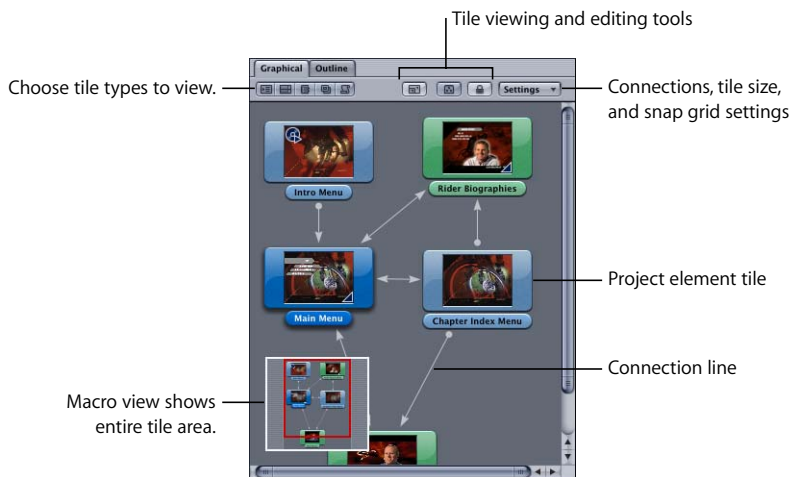 Tile viewing and editing tools
Graphical Outline
Choose tile types to view.
Settings
Connections, tile size,
and snap grid settings
Intro Menu
Rider Biographies
Main Menu
Chapter Index Menu
Project element tile
Connection line
Macro view shows
entire tile area.